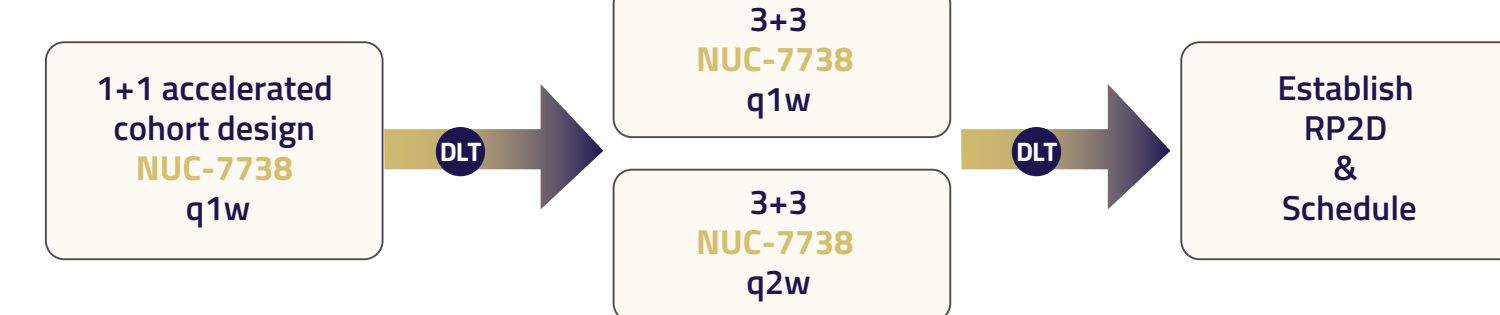 1+1 accelerated
cohort design
NUC-7738
q1w
DLT
3+3
NUC-7738
q1w
3+3
NUC-7738
q2w
DLT
Establish
RP2D
&
Schedule